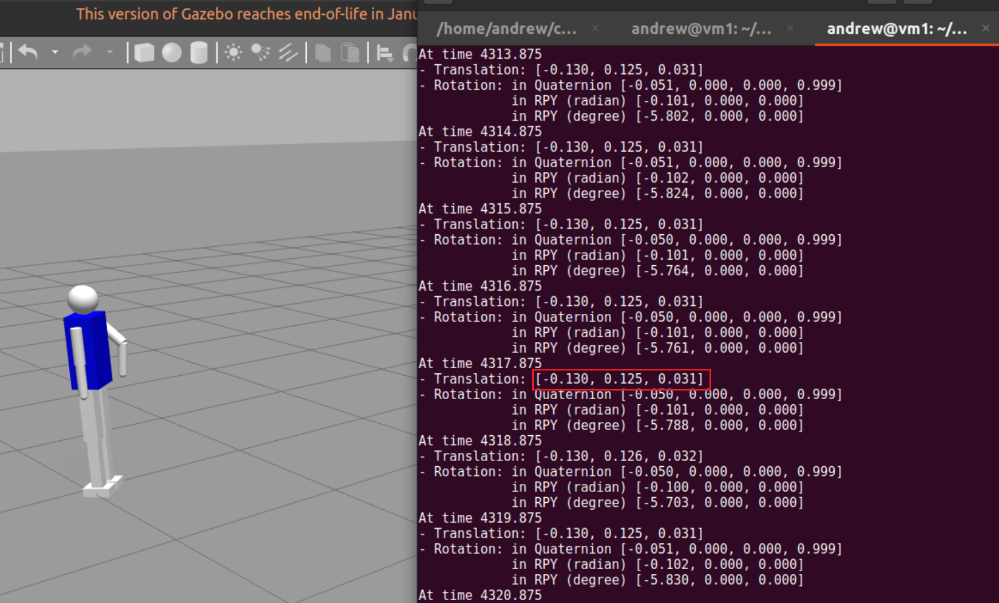 This version of Gazebo reaches end-of-life in Janu
/home/andrew/c... × andrew@vm1: ~/... × andrew@vm1: ~/... ×
At time 4313.875
- Translation: [-0.130, 0.125, 0.031]
- Rotation: in Quaternion [-0.051, 0.000, 0.000, 0.999]
in RPY (radian) [-0.101, 0.000, 0.000]
in RPY (degree) [-5.802, 0.000, 0.000]
At time 4314.875
- Translation: [-0.130, 0.125, 0.031]
- Rotation: in Quaternion [-0.051, 0.000, 0.000, 0.999]
in RPY (radian) [-0.102, 0.000, 0.000]
in RPY (degree) [-5.824, 0.000, 0.000]
At time 4315.875
- Translation: [-0.130, 0.125, 0.031]
- Rotation: in Quaternion [-0.050, 0.000, 0.000, 0.999]
in RPY (radian) [-0.101, 0.000, 0.000]
in RPY (degree) [-5.764, 0.000, 0.000]
At time 4316.875
- Translation: [-0.130, 0.125, 0.031]
- Rotation: in Quaternion [-0.050, 0.000, 0.000, 0.999]
in RPY (radian) [-0.101, 0.000, 0.000]
in RPY (degree) [-5.761, 0.000, 0.000]
At time 4317.875
- Translation: [-0.130, 0.125, 0.031]
- Rotation: in Quaternion [-0.050, 0.000, 0.000, 0.999]
in RPY (radian) [-0.101, 0.000, 0.000]
in RPY (degree) [-5.788, 0.000, 0.000]
At time 4318.875
- Translation: [-0.130, 0.126, 0.032]
- Rotation: in Quaternion [-0.050, 0.000, 0.000, 0.999]
in RPY (radian) [-0.100, 0.000, 0.000]
in RPY (degree) [-5.703, 0.000, 0.000]
At time 4319.875
- Translation: [-0.130, 0.125, 0.031]
- Rotation: in Quaternion [-0.051, 0.000, 0.000, 0.999]
in RPY (radian) [-0.102, 0.000, 0.000]
in RPY (degree) [-5.830, 0.000, 0.000]
At time 4320.875